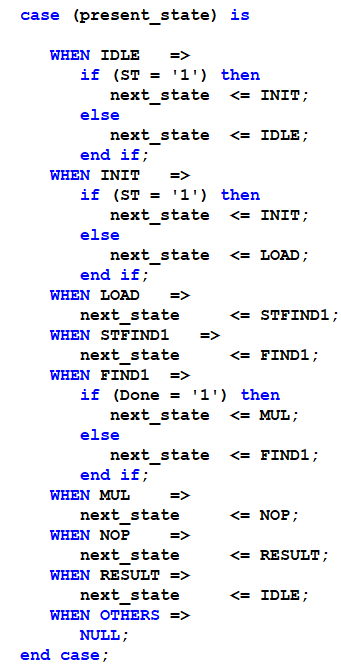 case (present_state) is
WHEN IDLE =>
if (ST = '1') then
next_state <= INIT;
else
next_state <= IDLE;
end if;
WHEN INIT =>
if (ST = '1') then
next_state <= INIT;
else
next_state <= LOAD;
end if;
WHEN LOAD =>
next_state <= STFIND1;
WHEN STFIND1 =>
next_state <= FIND1;
WHEN FIND1 =>
if (Done = '1') then
next_state <= MUL;
else
next_state <= FIND1;
end if;
WHEN MUL =>
next_state <= NOP;
WHEN NOP =>
next_state <= RESULT;
WHEN RESULT =>
next_state <= IDLE;
WHEN OTHERS =>
NULL;
end case;